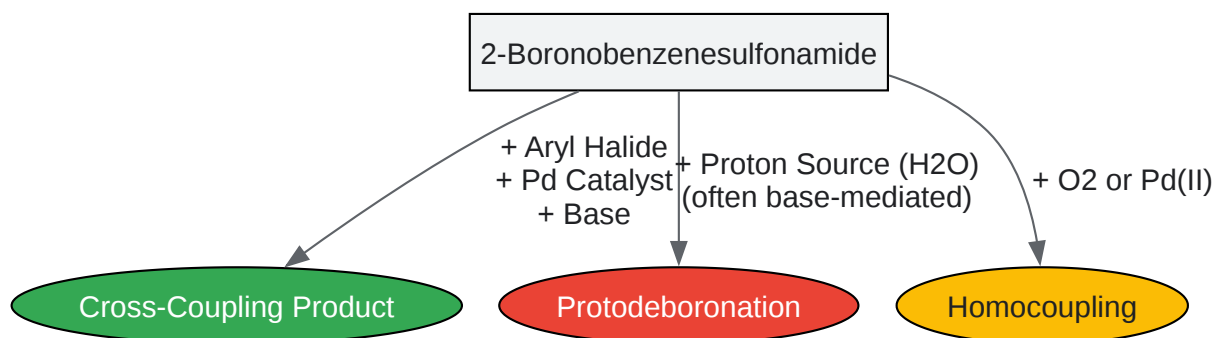 2-Boronobenzenesulfonamide
+ Aryl Halide
+ Pd Catalyst
+ Base
+ Proton Source (H2O)
(often base-mediated)
+ O2 or Pd(II)
Cross-Coupling Product
Protodeboronation
Homocoupling